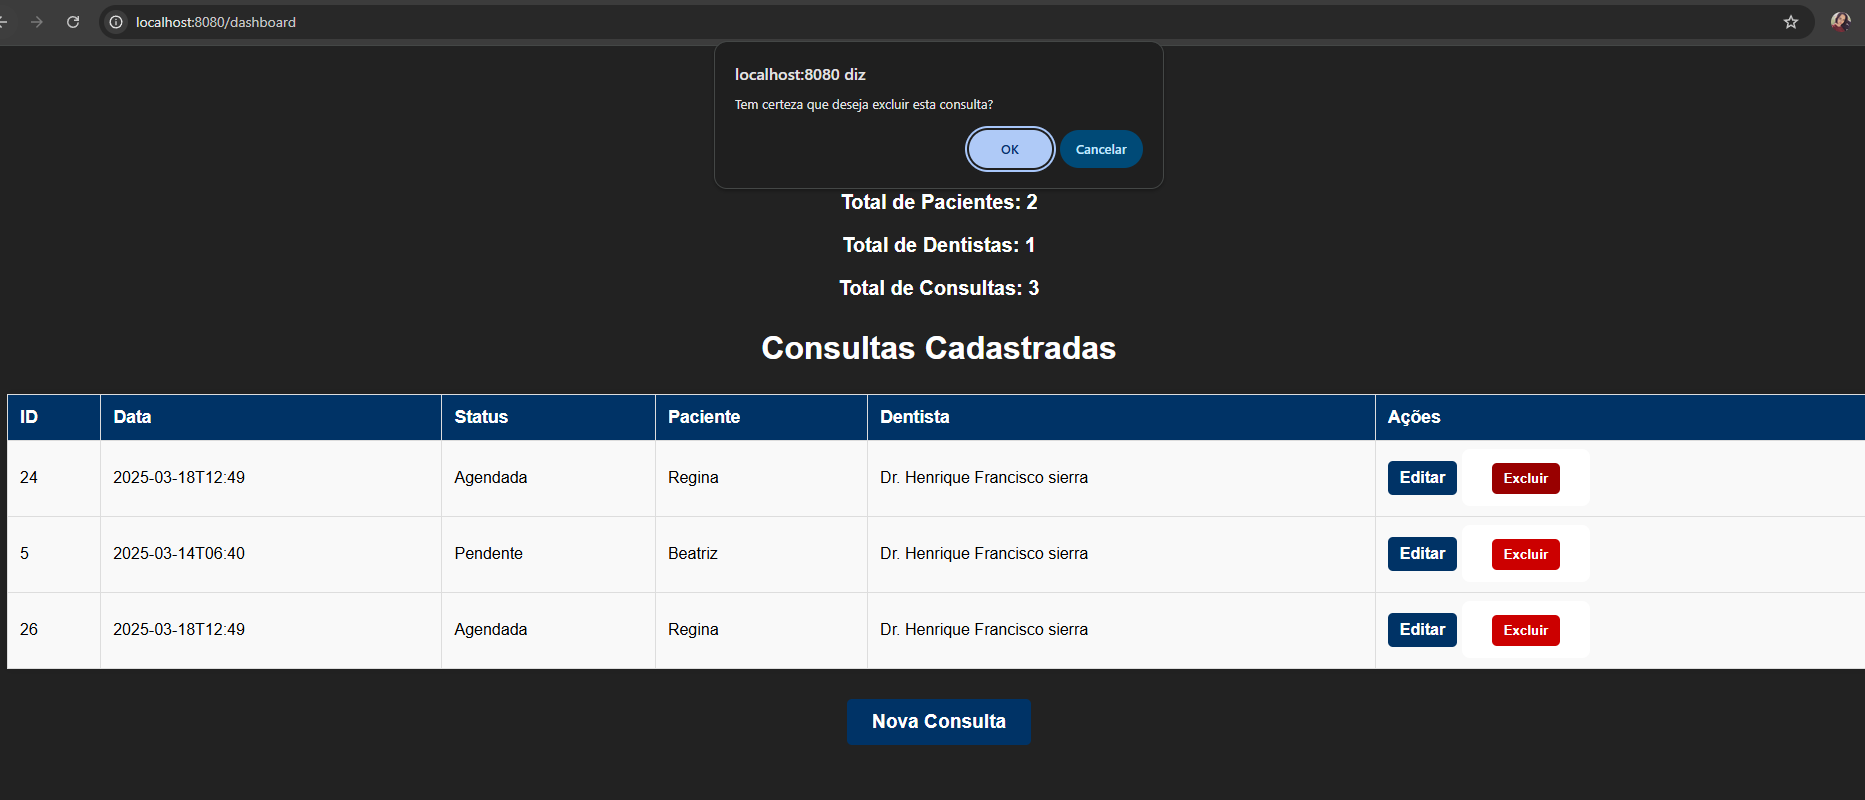 localhost:8080/dashboard
localhost:8080 diz
Tem certeza que deseja excluir esta consulta?
OK Cancelar
Total de Pacientes: 2
Total de Dentistas: 1
Total de Consultas: 3
Consultas Cadastradas
ID Data Status Paciente Dentista Ações
24 2025-03-18T12:49 Agendada Regina Dr. Henrique Francisco sierra Editar Excluir
5 2025-03-14T06:40 Pendente Beatriz Dr. Henrique Francisco sierra Editar Excluir
26 2025-03-18T12:49 Agendada Regina Dr. Henrique Francisco sierra Editar Excluir
Nova Consulta